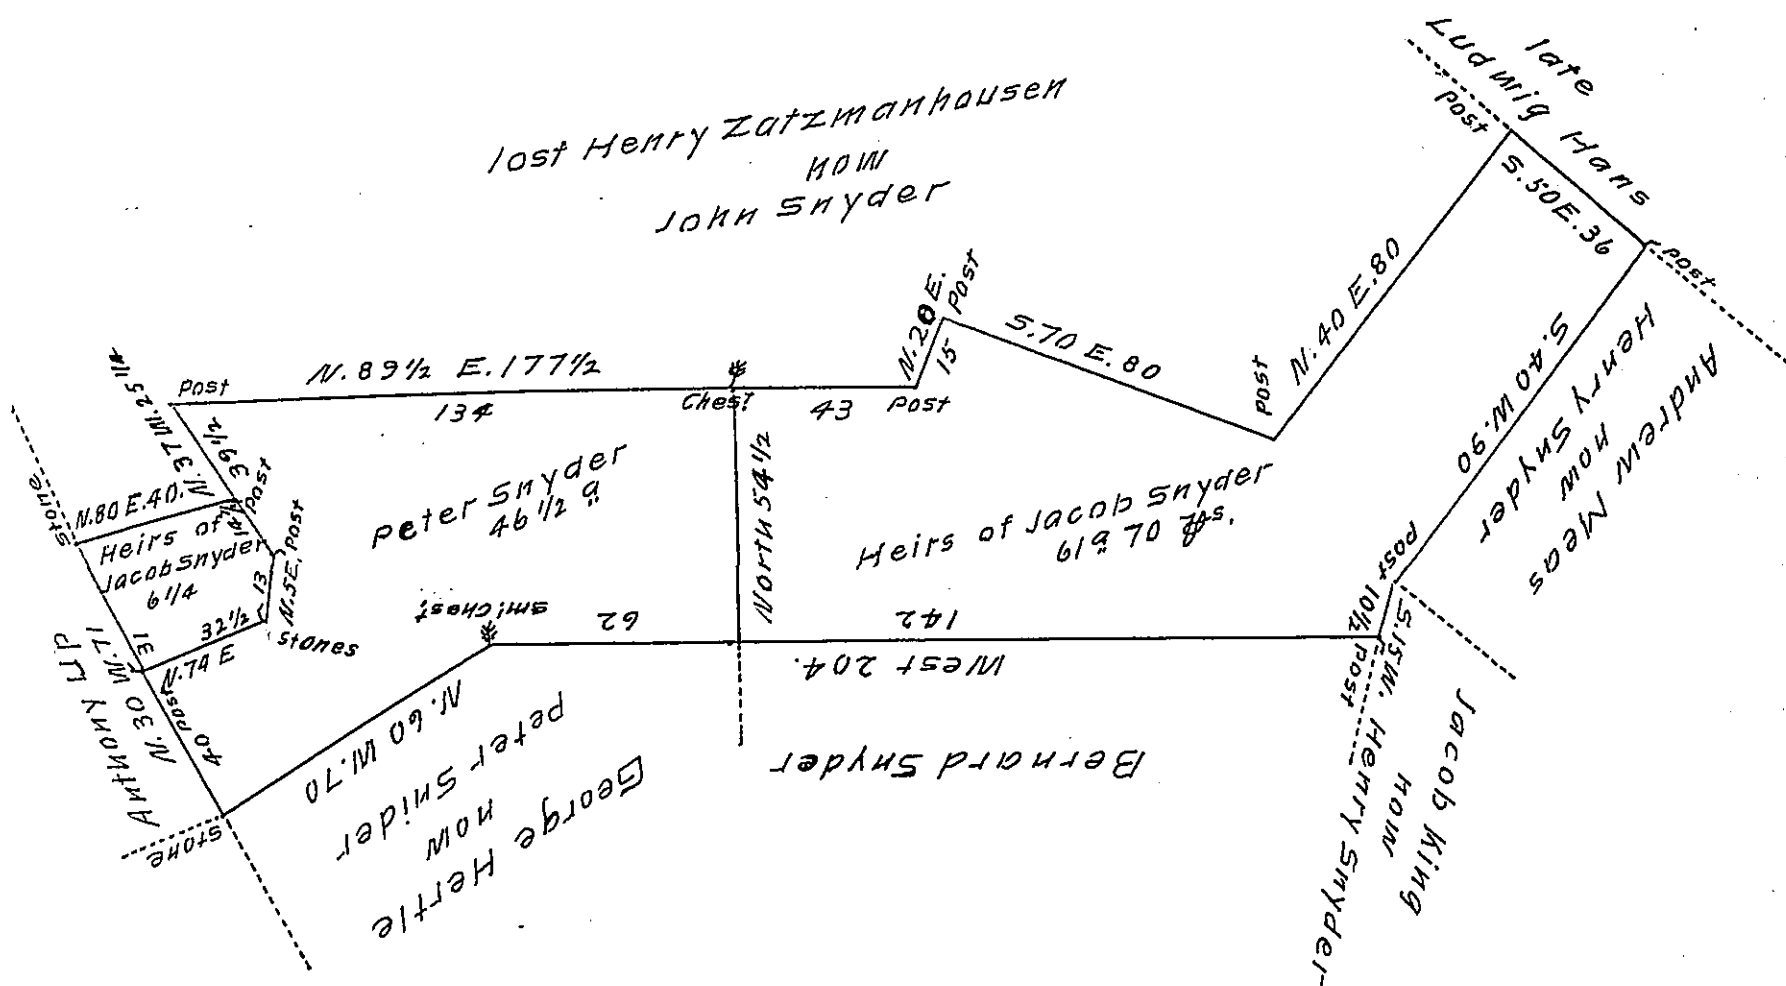 late
Ludwig Hans
Post
S.50E.36
post
lost Henry Zatzmanhousen
now
John Snyder
N.40 E.80
N.20E.
15
Post
S.70 E.80
post
S.40 W.90
Andrew Meas
now
Henry Snyder
N.89½ E.177½
Post
134
Chest
43
Post
39½
Post
stone
N.80 E.40.
Heirs of
Jacob Snyder
6 1/4
14½
13
N.5E. Post
32½
stones
N.74 E
31
post
40
N.30 W.71
Anthony Up
stone
Peter Snyder
46 1/2 a
North 54½
Heirs of Jacob Snyder
61a 70 Ps.
sm: Chest
62
142
West 204.
N.60 W.70
George Hertle
now
Peter Snider
Bernard Snyder
post 10½
S.15W.
post
Jacob King
now
Henry Snyder